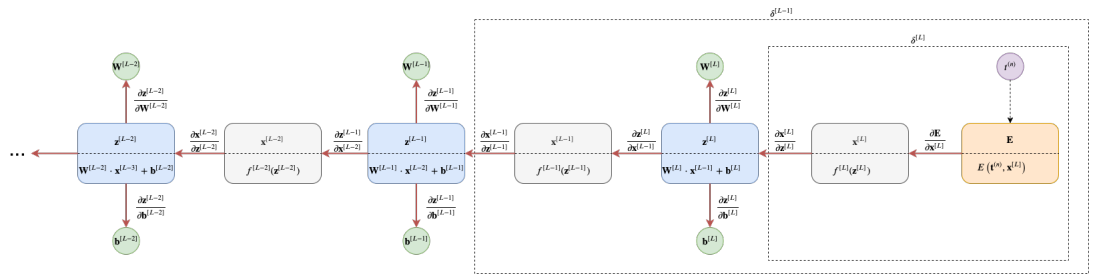 δ^[L−1]
δ^[L]
W^[L−2]
W^[L−1]
W^[L]
t^(n)
∂z^[L−2]
∂W^[L−2]
∂z^[L−1]
∂W^[L−1]
∂z^[L]
∂W^[L]
...
z^[L−2]
W^[L−2] · x^[L−3] + b^[L−2]
∂x^[L−2]
∂z^[L−2]
x^[L−2]
f^[L−2](z^[L−2])
∂z^[L−1]
∂x^[L−2]
z^[L−1]
W^[L−1] · x^[L−2] + b^[L−1]
∂x^[L−1]
∂z^[L−1]
x^[L−1]
f^[L−1](z^[L−1])
∂z^[L]
∂x^[L−1]
z^[L]
W^[L] · x^[L−1] + b^[L]
∂x^[L]
∂z^[L]
x^[L]
f^[L](z^[L])
∂E
∂x^[L]
E
E (t^(n), x^[L])
∂z^[L−2]
∂b^[L−2]
∂z^[L−1]
∂b^[L−1]
∂z^[L]
∂b^[L]
b^[L−2]
b^[L−1]
b^[L]